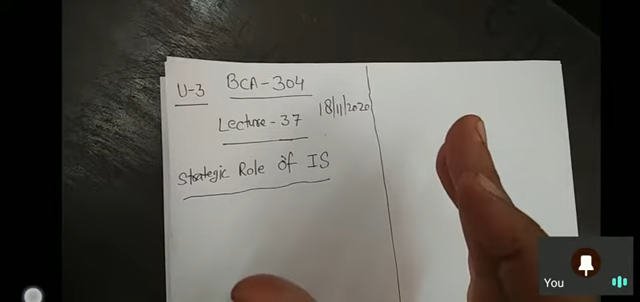 U-3 BCA-304
Lecture-37 18/11/2020
Strategic Role of IS
You